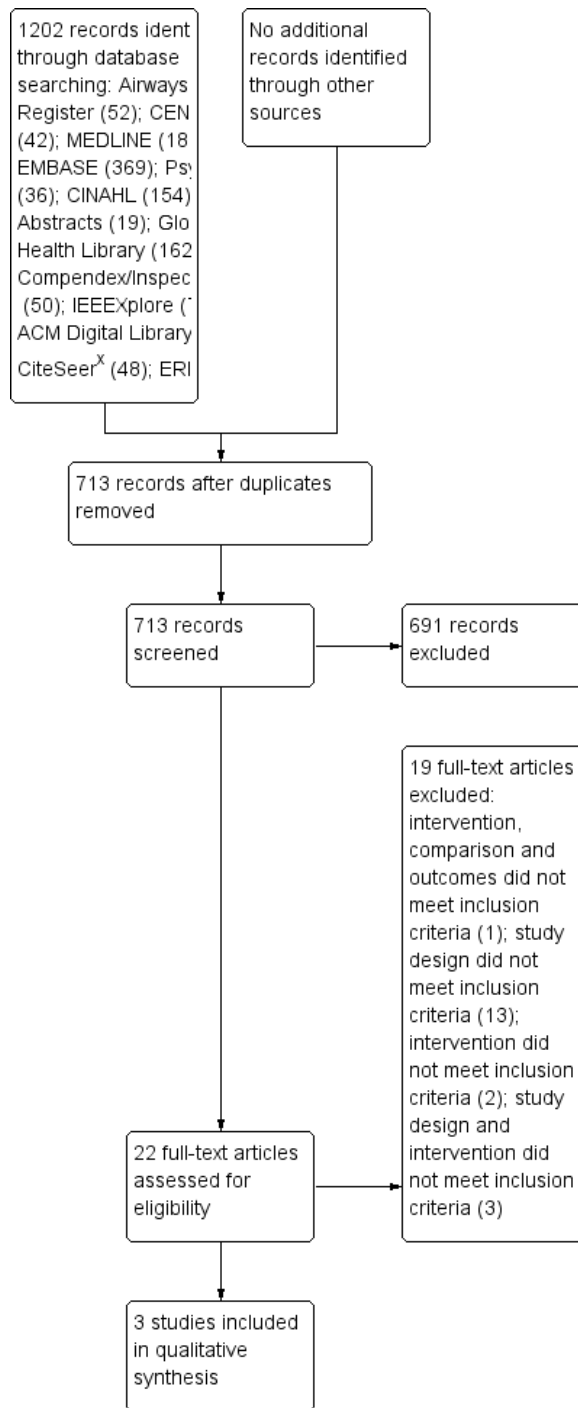 1202 records ident
through database
searching: Airways
Register (52); CEN
(42); MEDLINE (18
EMBASE (369); Psy
(36); CINAHL (154)
Abstracts (19); Glo
Health Library (162
Compendex/Inspec
(50); IEEEXplore (
ACM Digital Library
CiteSeerX (48); ERI
No additional
records identified
through other
sources
713 records after duplicates
removed
713 records
screened
691 records
excluded
19 full-text articles
excluded:
intervention,
comparison and
outcomes did not
meet inclusion
criteria (1); study
design did not
meet inclusion
criteria (13);
intervention did
not meet inclusion
criteria (2); study
design and
intervention did
not meet inclusion
criteria (3)
22 full-text articles
assessed for
eligibility
3 studies included
in qualitative
synthesis